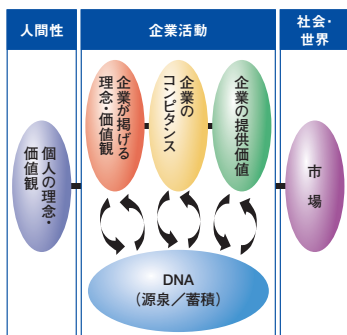 人間性
企業活動
社会・
世界
個人の理念・
価値観
企業が掲げる
理念・価値観
企業の
コンピタンス
企業の提供価値
市場
DNA
(源泉／蓄積)